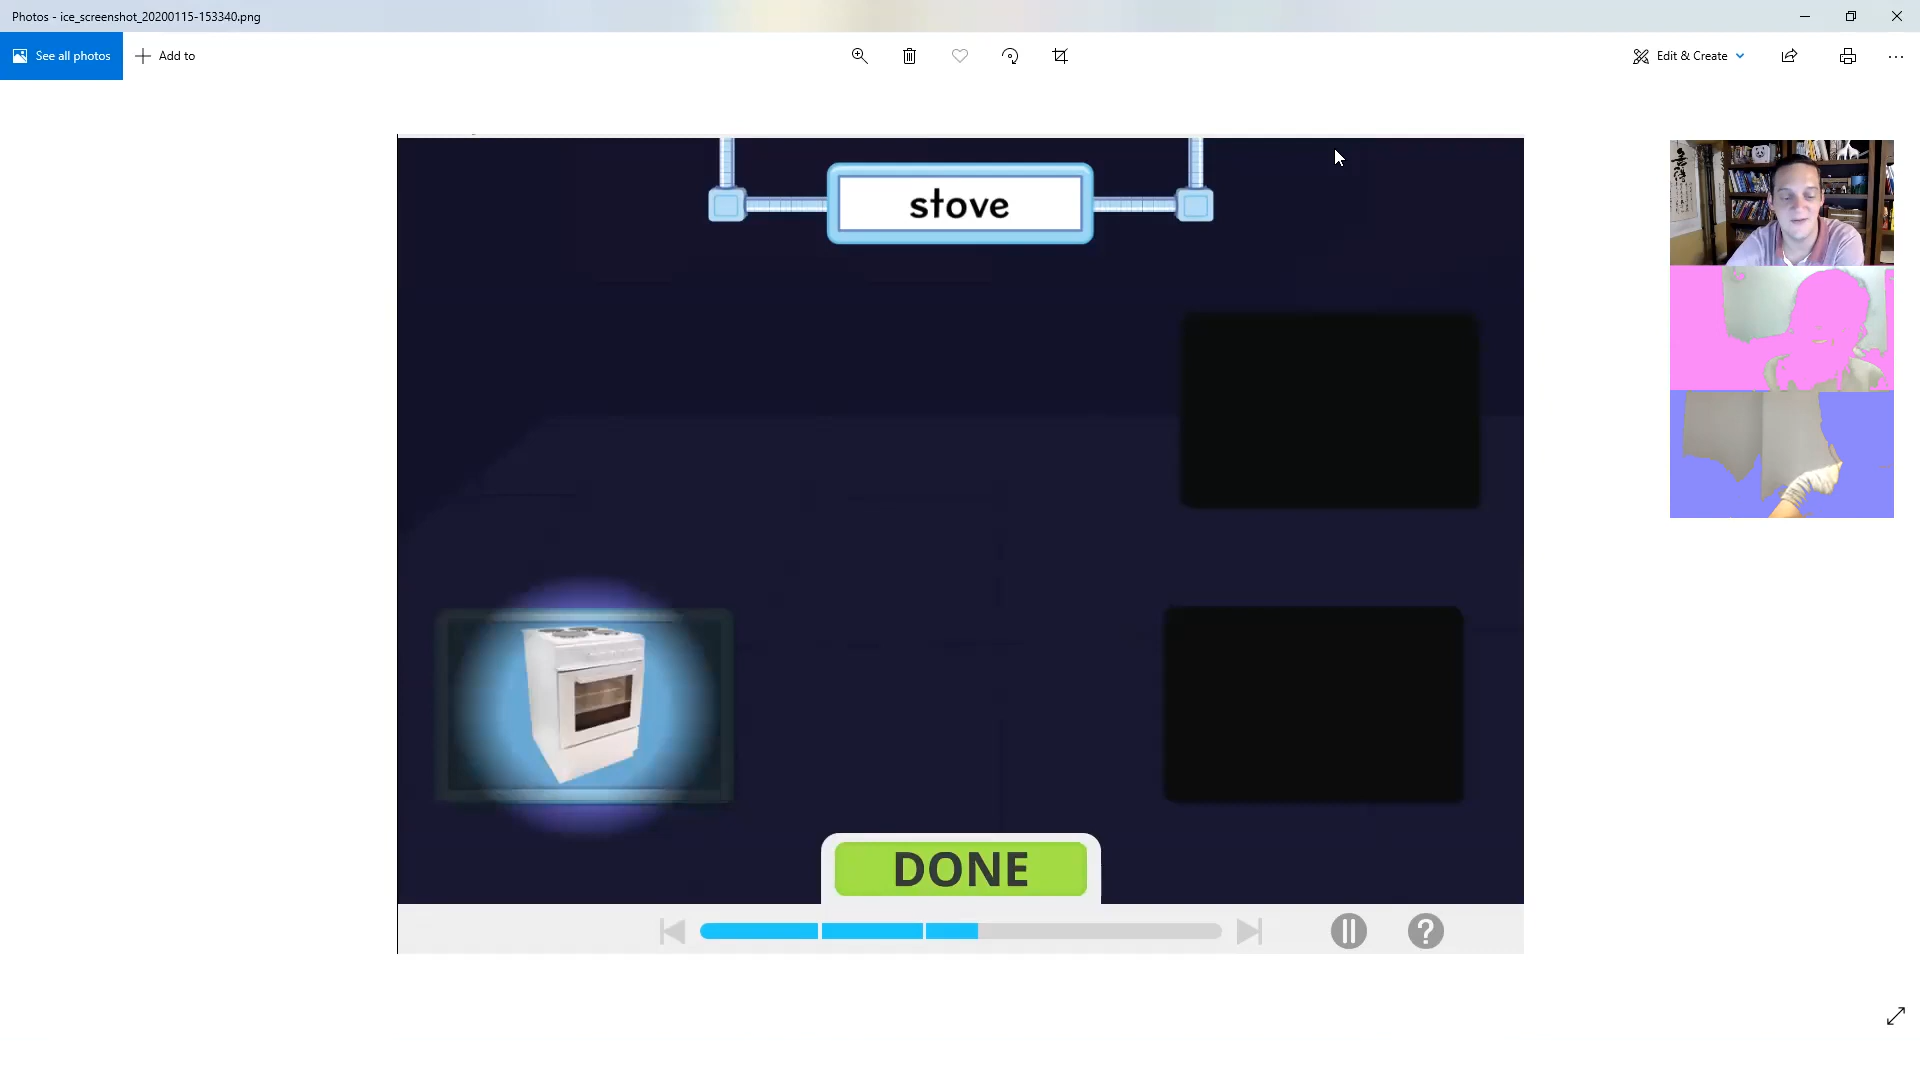 Photos - ice_screenshot_20200115-153340.png
See all photos
Add to
Edit & Create
stove
DONE
?